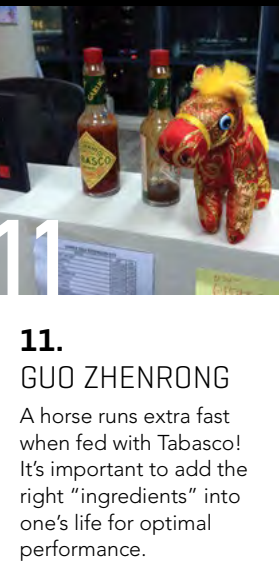 GARLIC
TABASCO
11
11.
GUO ZHENRONG
A horse runs extra fast
when fed with Tabasco!
It’s important to add the
right “ingredients” into
one’s life for optimal
performance.